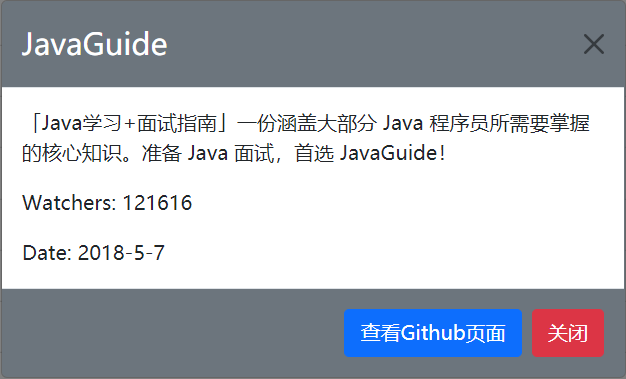 JavaGuide
「Java学习+面试指南」一份涵盖大部分 Java 程序员所需要掌握
的核心知识。准备 Java 面试，首选 JavaGuide！
Watchers: 121616
Date: 2018-5-7
查看Github页面
关闭